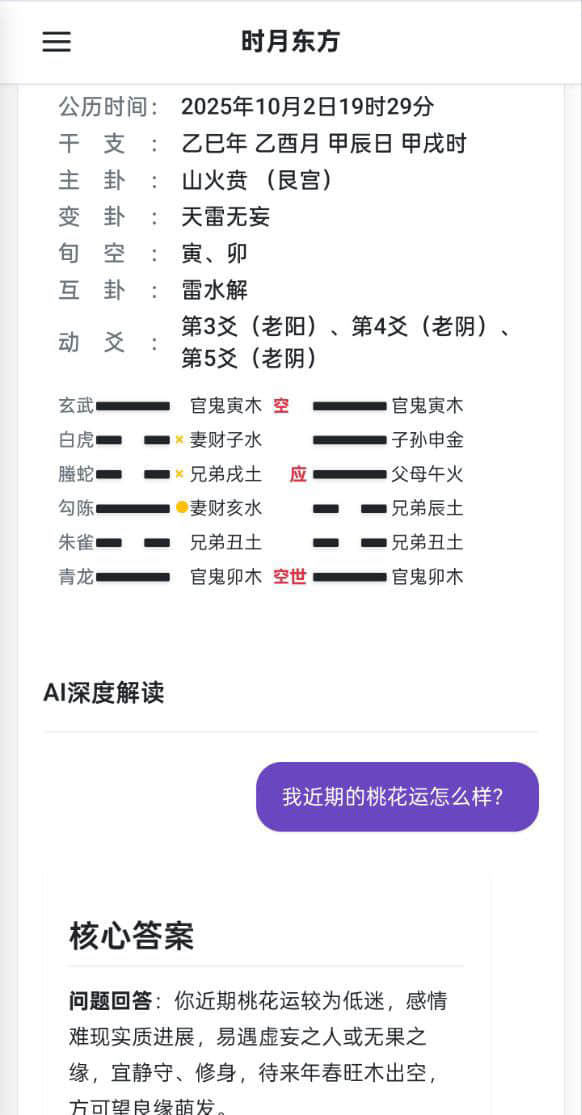 时月东方
公历时间： 2025年10月2日19时29分
干 支 ： 乙巳年 乙酉月 甲辰日 甲戌时
主 卦 ： 山火贲 （艮宫）
变 卦 ： 天雷无妄
旬 空 ： 寅、卯
互 卦 ： 雷水解
动 爻 ： 第3爻（老阳）、第4爻（老阴）、
第5爻（老阴）
玄武 官鬼寅木 空 官鬼寅木
白虎 × 妻财子水 子孙申金
螣蛇 × 兄弟戌土 应 父母午火
勾陈 妻财亥水 兄弟辰土
朱雀 兄弟丑土 兄弟丑土
青龙 官鬼卯木 空世 官鬼卯木
AI深度解读
我近期的桃花运怎么样？
核心答案
问题回答：你近期桃花运较为低迷，感情
难现实质进展，易遇虚妄之人或无果之
缘，宜静守、修身，待来年春旺木出空，
方可望良缘萌发。